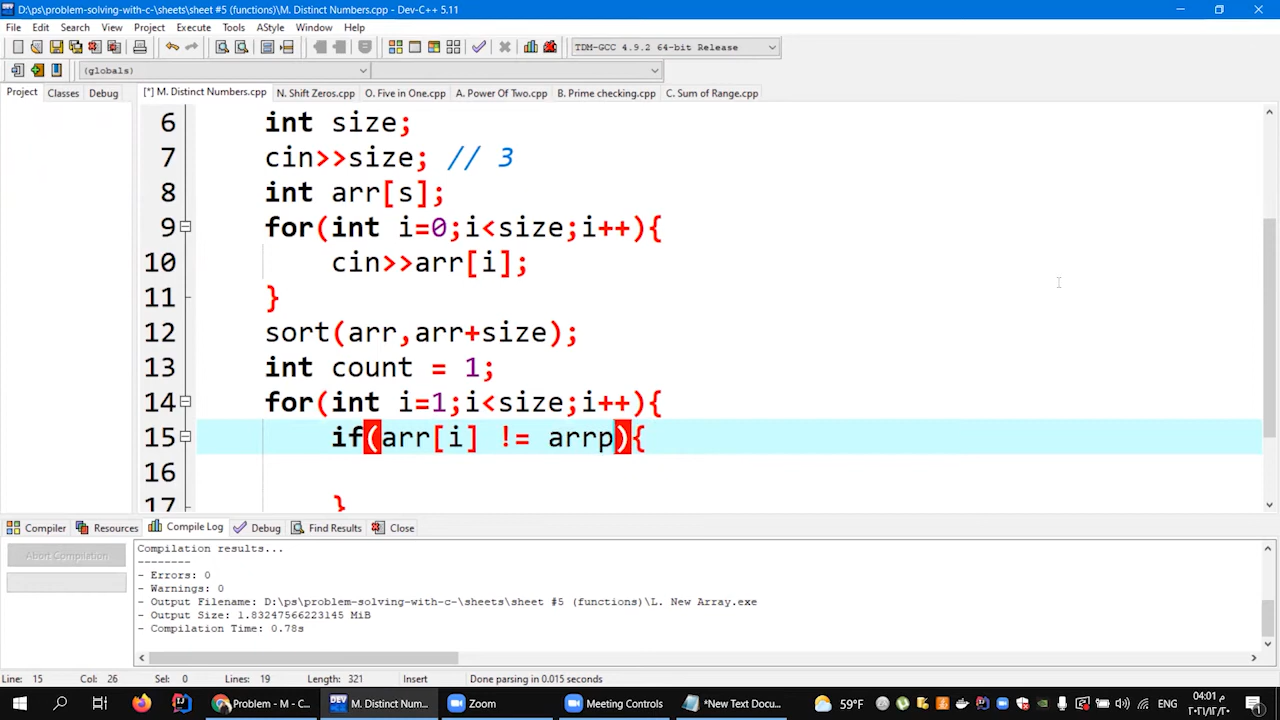 D:\ps\problem-solving-with-c-\sheets\sheet #5 (functions)\M. Distinct Numbers.cpp - Dev-C++ 5.11
File Edit Search View Project Execute Tools AStyle Window Help
TDM-GCC 4.9.2 64-bit Release
(globals)
Project Classes Debug [*] M. Distinct Numbers.cpp N. Shift Zeros.cpp O. Five in One.cpp A. Power Of Two.cpp B. Prime checking.cpp C. Sum of Range.cpp
6 int size;
7 cin>>size; // 3
8 int arr[s];
9 for(int i=0;i<size;i++){
10 cin>>arr[i];
11 }
12 sort(arr,arr+size);
13 int count = 1;
14 for(int i=1;i<size;i++){
15 if(arr[i] != arrp){
16
17 }
Compiler Resources Compile Log Debug Find Results Close
Abort Compilation
Compilation results...
--------
- Errors: 0
- Warnings: 0
- Output Filename: D:\ps\problem-solving-with-c-\sheets\sheet #5 (functions)\L. New Array.exe
- Output Size: 1.83247566223145 MiB
- Compilation Time: 0.78s
Line: 15 Col: 26 Sel: 0 Lines: 19 Length: 321 Insert Done parsing in 0.015 seconds
Problem - M - C... M. Distinct Num... Zoom Meeting Controls *New Text Docu... 59°F ENG ٠٤:٠١ م